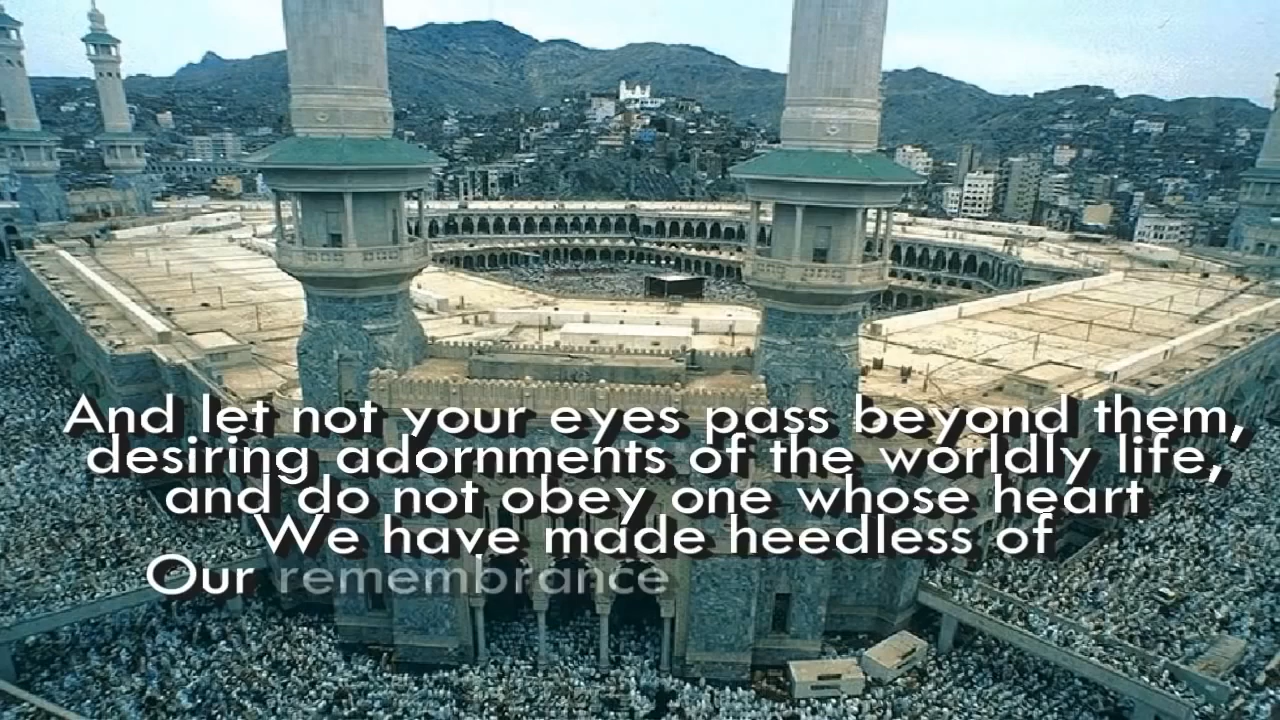 And let not your eyes pass beyond them,
desiring adornments of the worldly life,
and do not obey one whose heart
We have made heedless of
Our remembrance